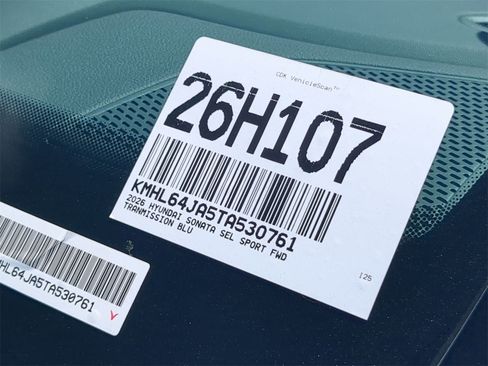 CDK VehicleScan™
26H107
KMHL64JA5TA530761
2026 HYUNDAI SONATA SEL SPORT FWD
TRANMISSION BLU
125
HL64JA5TA530761